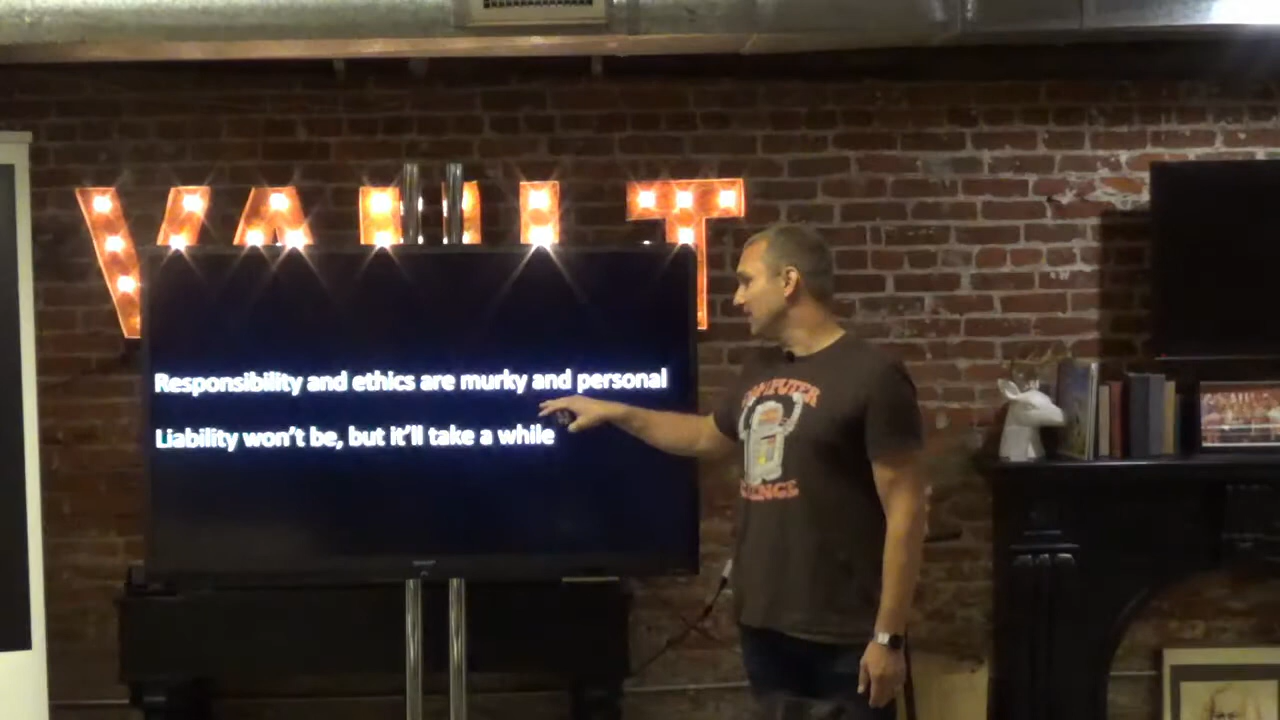 VAULT
Responsibility and ethics are murky and personal
Liability won't be, but it'll take a while
COMPUTER
SCIENCE